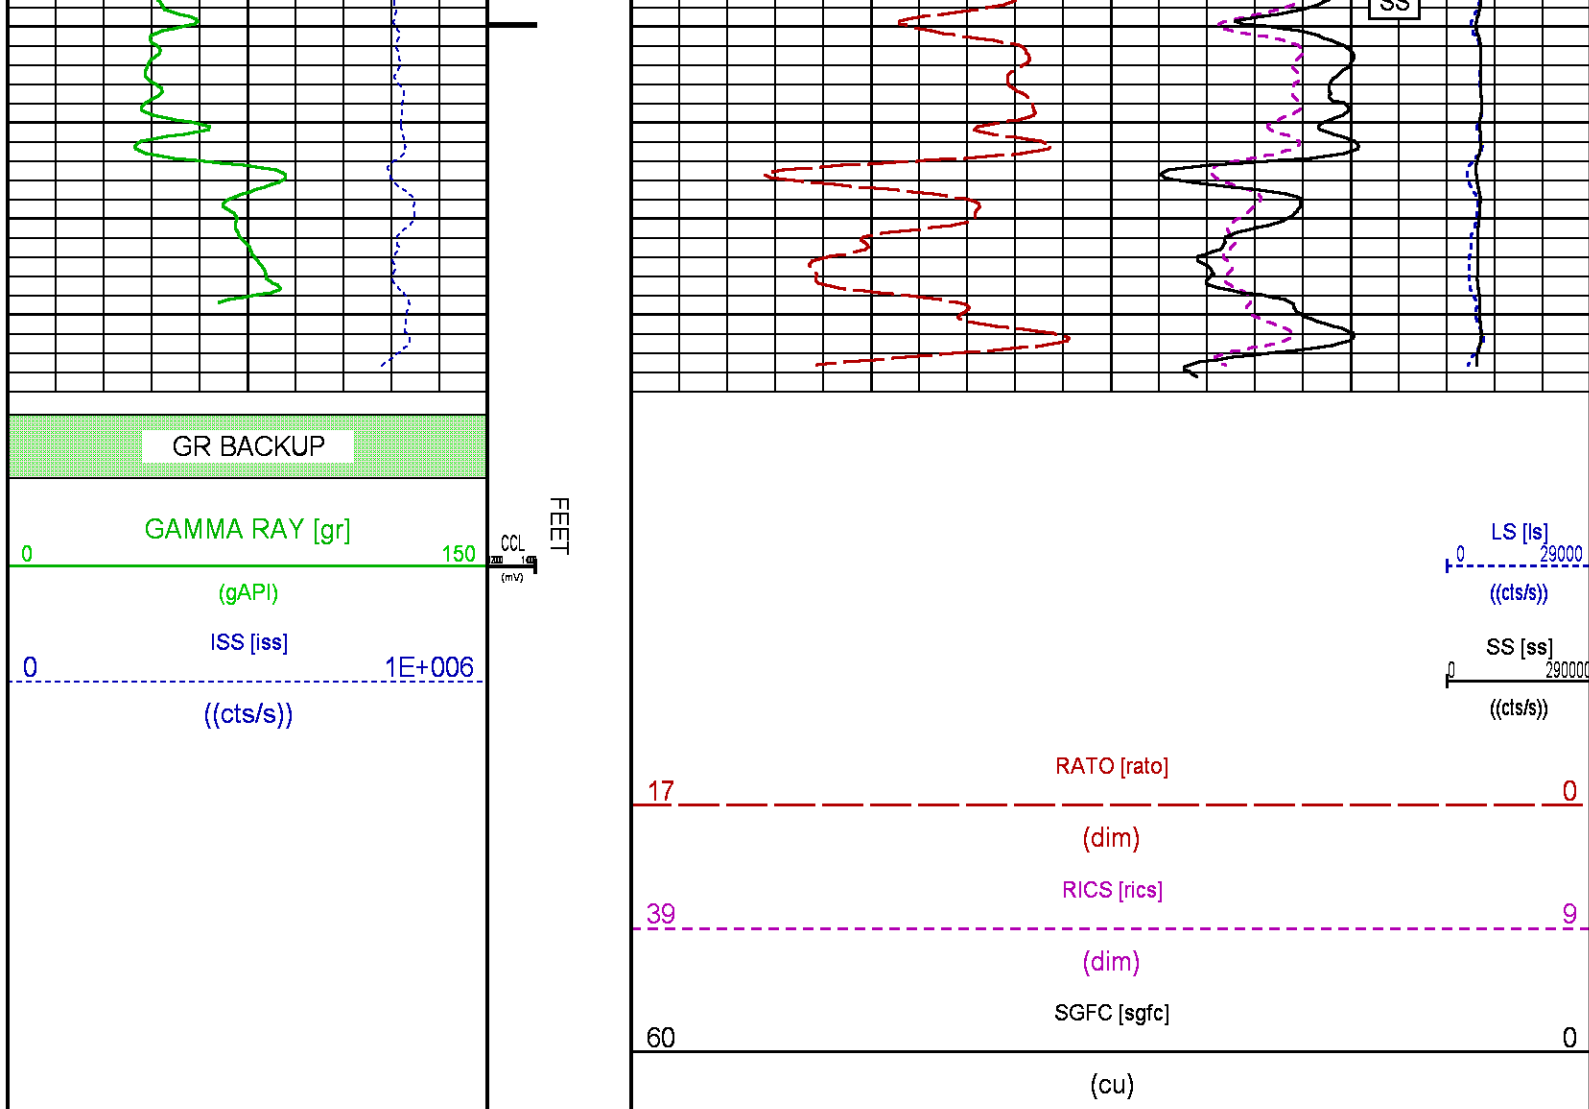 SS
GR BACKUP
FEET
GAMMA RAY [gr]
0 150
(gAPI)
CCL
(mV)
ISS [iss]
0 1E+006
((cts/s))
LS [ls]
0 29000
((cts/s))
SS [ss]
0 290000
((cts/s))
RATO [rato]
17 0
(dim)
RICS [rics]
39 9
(dim)
SGFC [sgfc]
60 0
(cu)